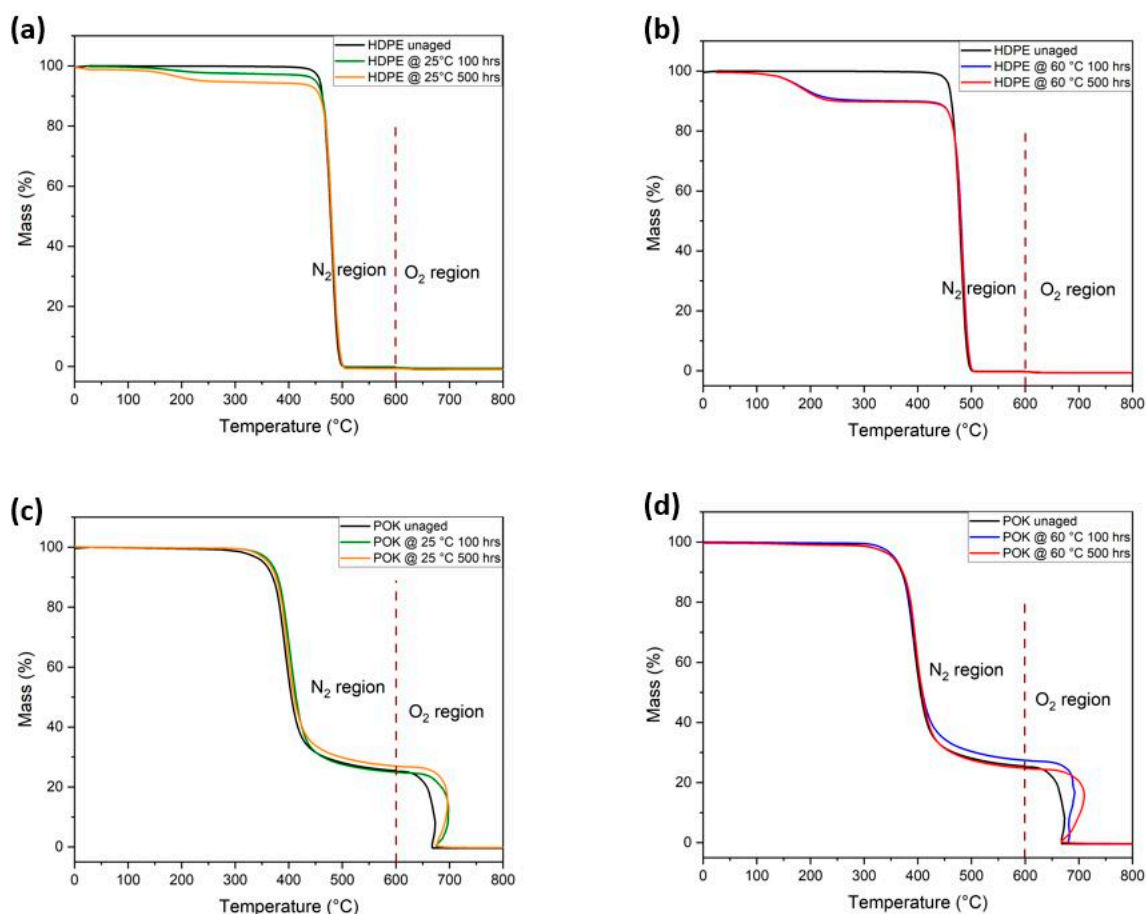 (a)
HDPE unaged
HDPE @ 25°C 100 hrs
HDPE @ 25°C 500 hrs
100
80
60
40
20
0
Mass (%)
N₂ region
O₂ region
0 100 200 300 400 500 600 700 800
Temperature (°C)
(b)
HDPE unaged
HDPE @ 60 °C 100 hrs
HDPE @ 60 °C 500 hrs
100
80
60
40
20
0
Mass (%)
N₂ region
O₂ region
0 100 200 300 400 500 600 700 800
Temperature (°C)
(c)
POK unaged
POK @ 25 °C 100 hrs
POK @ 25 °C 500 hrs
100
80
60
40
20
0
Mass (%)
N₂ region
O₂ region
0 100 200 300 400 500 600 700 800
Temperature (°C)
(d)
POK unaged
POK @ 60 °C 100 hrs
POK @ 60 °C 500 hrs
100
80
60
40
20
0
Mass (%)
N₂ region
O₂ region
0 100 200 300 400 500 600 700 800
Temperature (°C)